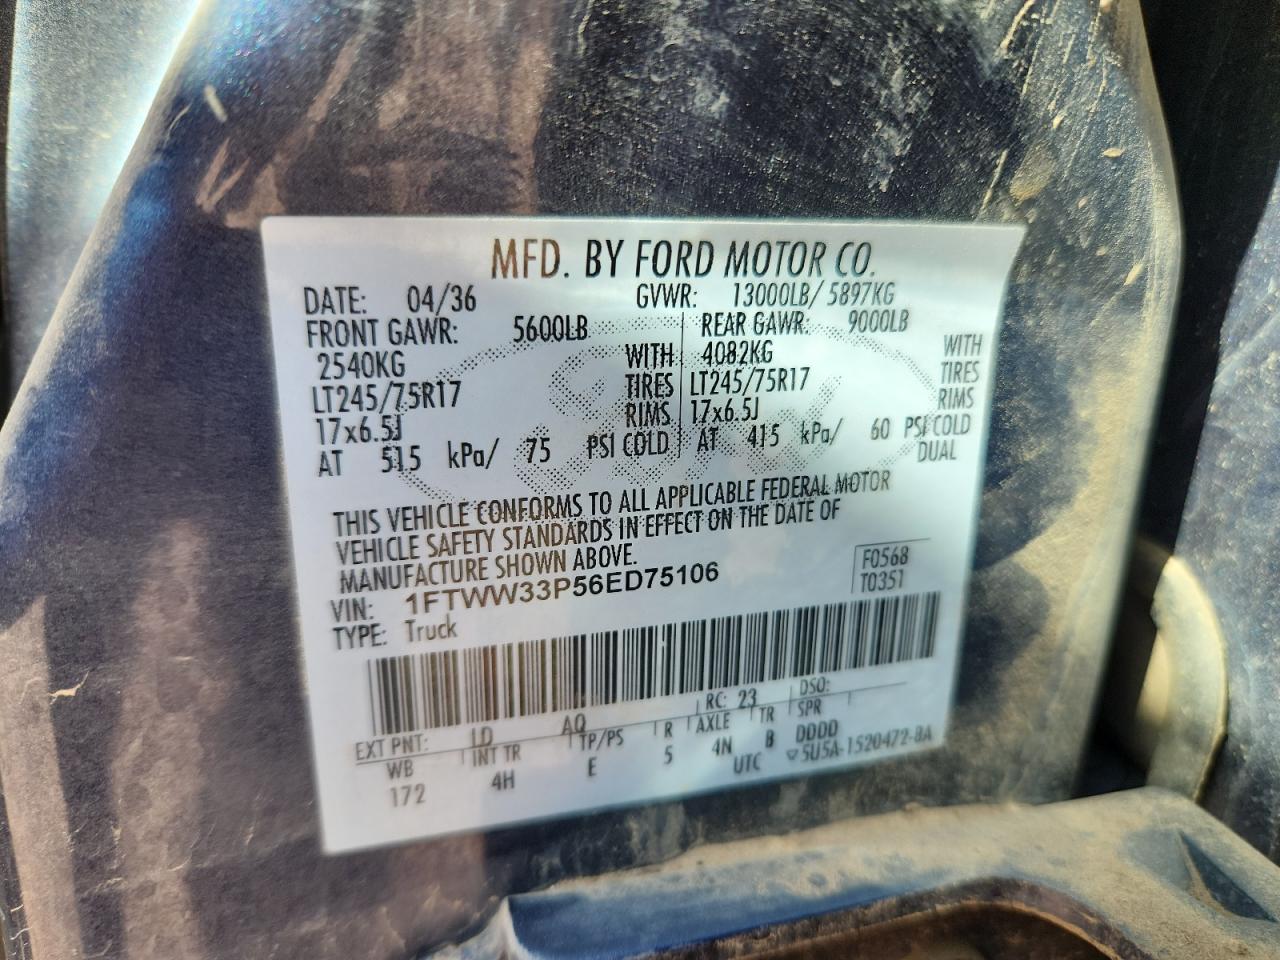 MFD. BY FORD MOTOR CO.
DATE: 04/36 GVWR: 13000LB/ 5897KG
FRONT GAWR: 5600LB REAR GAWR: 9000LB
2540KG WITH 4082KG WITH
LT245/75R17 TIRES LT245/75R17 TIRES
17x6.5J RIMS 17x6.5J RIMS
AT 515 kPa/ 75 PSI COLD AT 415 kPa/ 60 PSI COLD
DUAL
THIS VEHICLE CONFORMS TO ALL APPLICABLE FEDERAL MOTOR
VEHICLE SAFETY STANDARDS IN EFFECT ON THE DATE OF
MANUFACTURE SHOWN ABOVE.
F0568
VIN: 1FTWW33P56ED75106
T0351
TYPE: Truck
EXT PNT: LD AQ RC: 23 DSO:
WB INT TR TP/PS R AXLE TR SPR
172 4H E 5 4N B DDDD
UTC ▽5U5A-1520472-BA